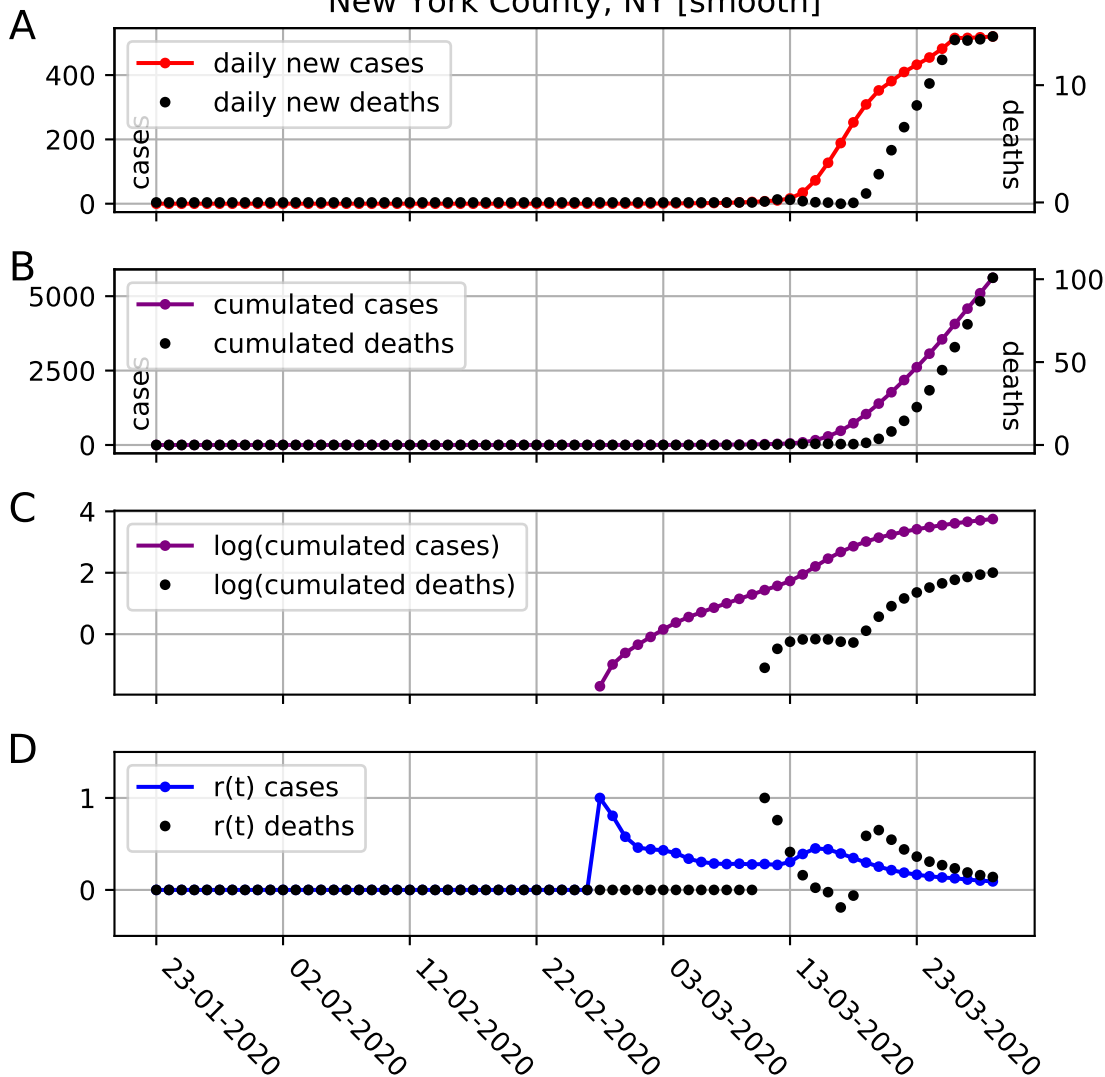 New York County, NY [smooth]
A
daily new cases
daily new deaths
400
200
0
cases
10
0
deaths
B
cumulated cases
cumulated deaths
5000
2500
0
cases
100
50
0
deaths
C
log(cumulated cases)
log(cumulated deaths)
4
2
0
D
r(t) cases
r(t) deaths
1
0
23-01-2020
02-02-2020
12-02-2020
22-02-2020
03-03-2020
13-03-2020
23-03-2020